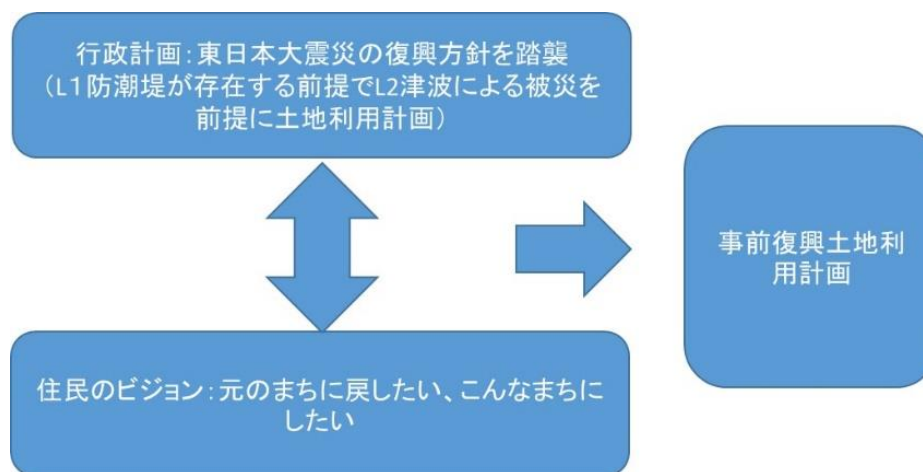 行政計画：東日本大震災の復興方針を踏襲
（L１防潮堤が存在する前提でL2津波による被災を
前提に土地利用計画）
事前復興土地利
用計画
住民のビジョン：元のまちに戻したい、こんなまちに
したい